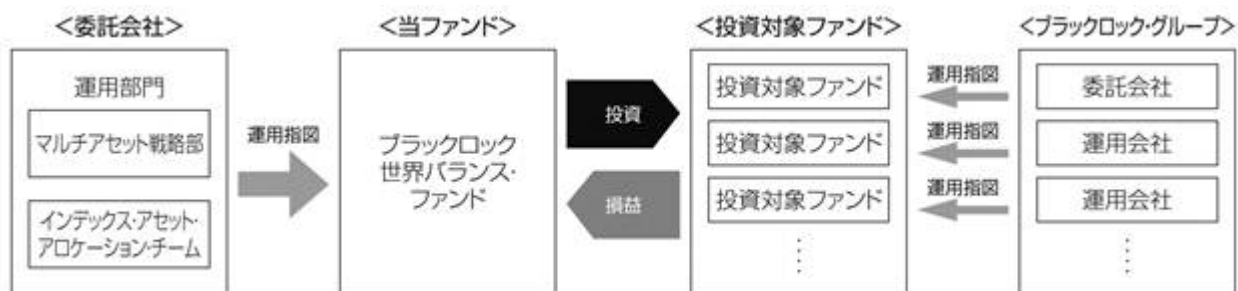 <委託会社>
運用部門
マルチアセット戦略部
インデックス・アセット・
アロケーション・チーム
運用指図
<当ファンド>
ブラックロック
世界バランス・
ファンド
投資
損益
<投資対象ファンド>
投資対象ファンド
投資対象ファンド
投資対象ファンド
運用指図
運用指図
運用指図
<ブラックロック・グループ>
委託会社
運用会社
運用会社